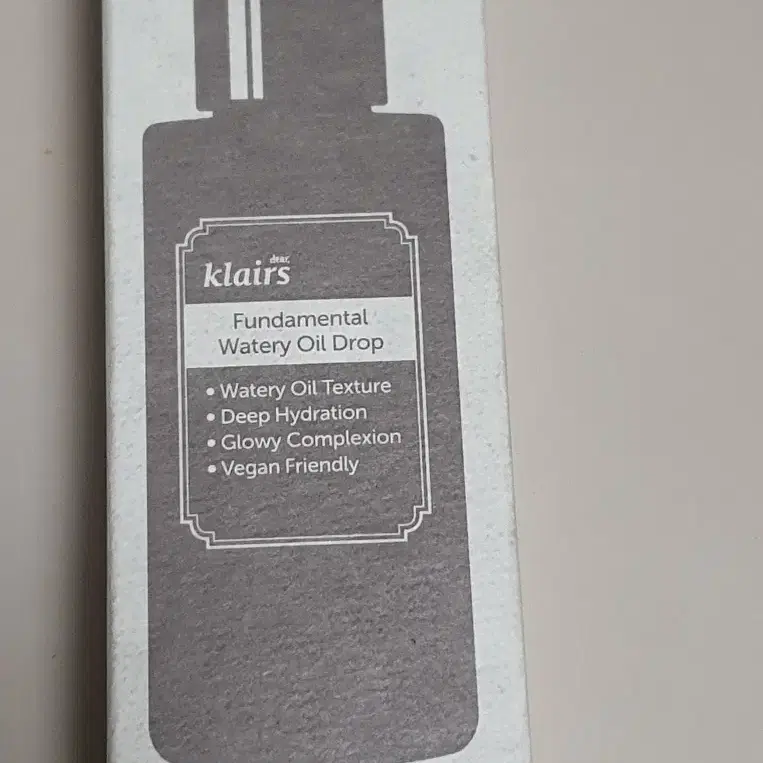 dear,
klairs
Fundamental
Watery Oil Drop
• Watery Oil Texture
• Deep Hydration
• Glowy Complexion
• Vegan Friendly